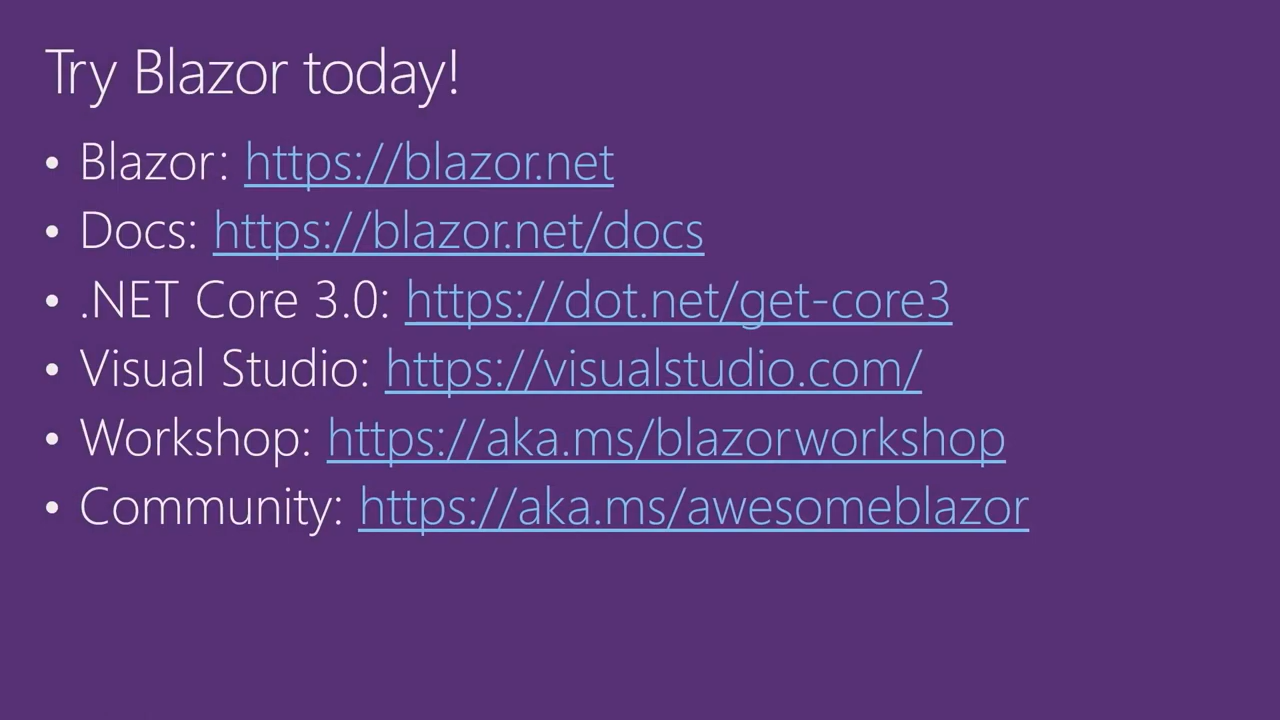 Try Blazor today!
• Blazor: https://blazor.net
• Docs: https://blazor.net/docs
• .NET Core 3.0: https://dot.net/get-core3
• Visual Studio: https://visualstudio.com/
• Workshop: https://aka.ms/blazorworkshop
• Community: https://aka.ms/awesomeblazor